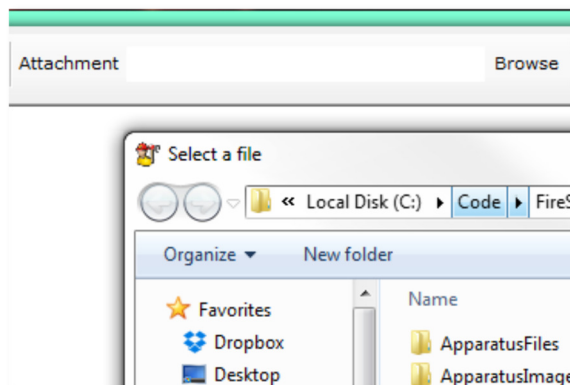 Attachment Browse
Select a file
« Local Disk (C:) Code
Organize New folder
Favorites Name
Dropbox ApparatusFiles
Desktop